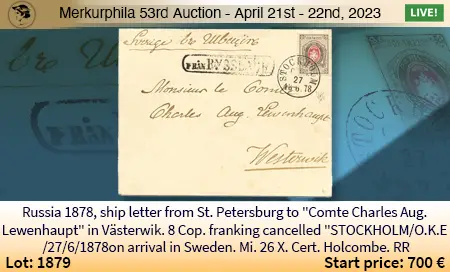 Merkurphila 53rd Auction - April 21st - 22nd, 2023
LIVE!
Sverige
FRÅN RYSSLAND
STOCKHOLM
27
6
78
Monsieur le Comte
Charles Aug. Lewenhaupt
Westerwik
Russia 1878, ship letter from St. Petersburg to "Comte Charles Aug.
Lewenhaupt" in Västerwik. 8 Cop. franking cancelled "STOCKHOLM/O.K.E
/27/6/1878on arrival in Sweden. Mi. 26 X. Cert. Holcombe. RR
Lot: 1879
Start price: 700 €